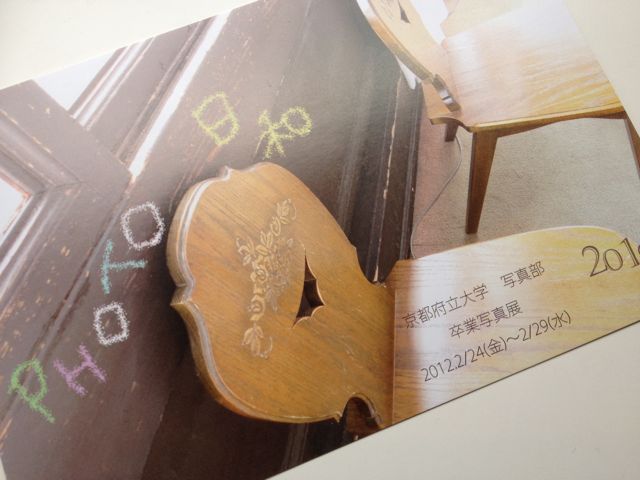 PHOTO 日和
京都府立大学 写真部
卒業写真展
2012.2/24(金)～2/29(水)
201